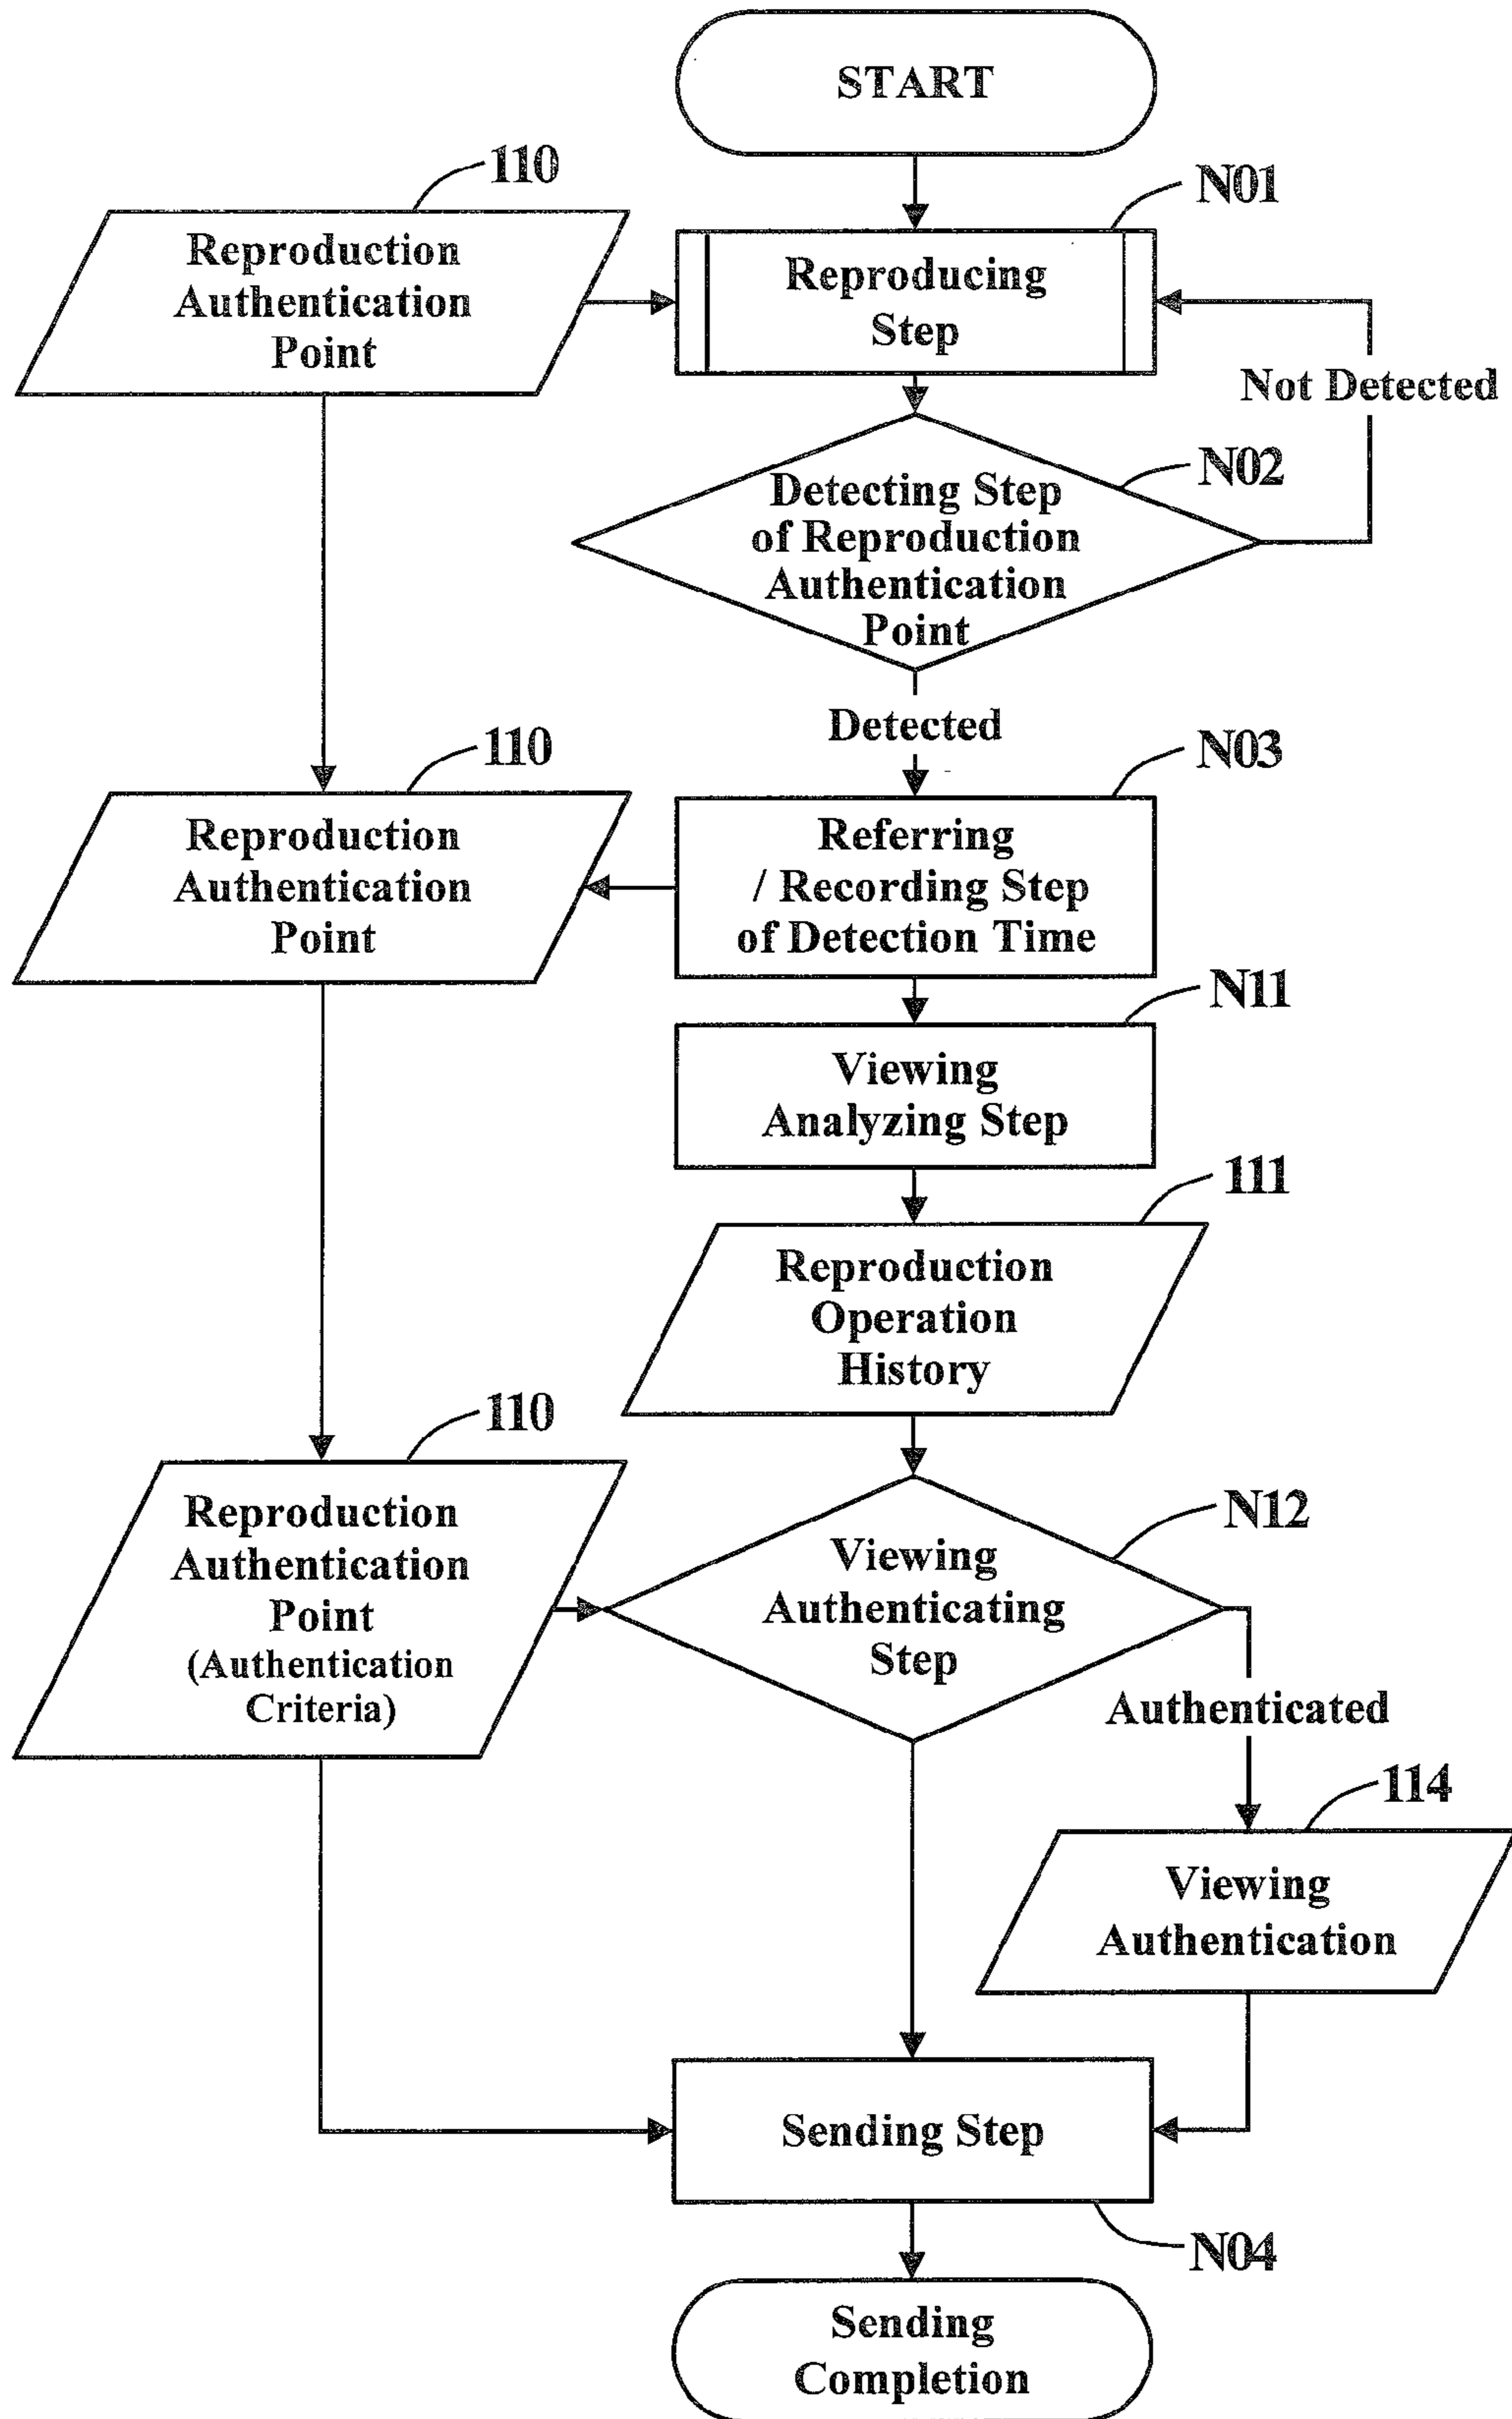 START
110
N01
Reproduction
Authentication
Point
Reproducing
Step
Not Detected
N02
Detecting Step
of Reproduction
Authentication
Point
Detected
110
N03
Reproduction
Authentication
Point
Referring
/ Recording Step
of Detection Time
N11
Viewing
Analyzing Step
111
Reproduction
Operation
History
110
N12
Reproduction
Authentication
Point
(Authentication
Criteria)
Viewing
Authenticating
Step
Authenticated
114
Viewing
Authentication
Sending Step
N04
Sending
Completion